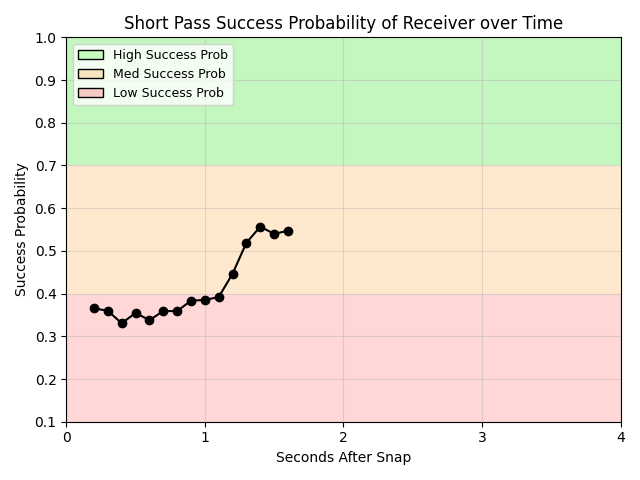 Short Pass Success Probability of Receiver over Time
1.0
High Success Prob
0.9
Med Success Prob
Low Success Prob
0.8
0.7
0.6
0.5
0.4
0.3
0.2
0.1
Success Probability
0 1 2 3 4
Seconds After Snap